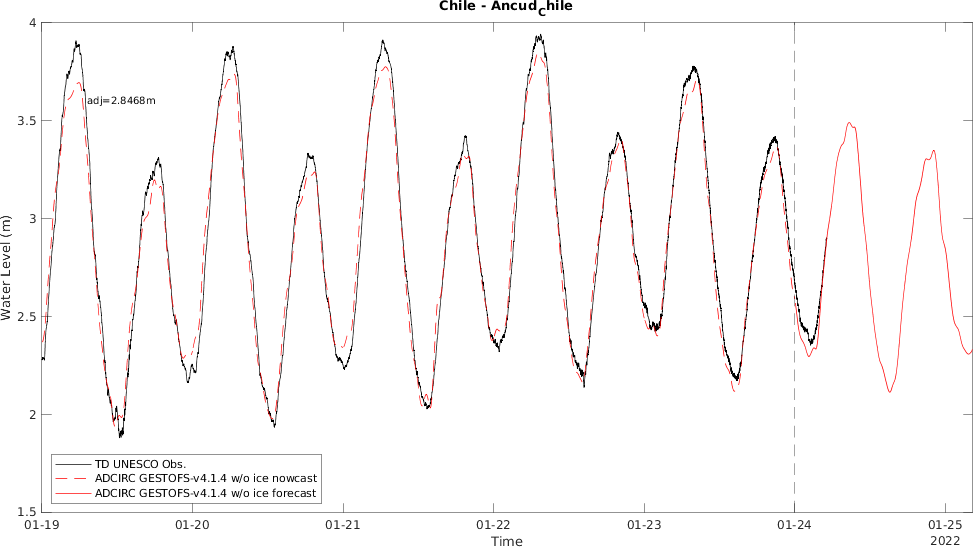 Chile - Ancud_Chile
4
3.5
3
2.5
2
1.5
Water Level (m)
adj=2.8468m
TD UNESCO Obs.
ADCIRC GESTOFS-v4.1.4 w/o ice nowcast
ADCIRC GESTOFS-v4.1.4 w/o ice forecast
01-19 01-20 01-21 01-22 01-23 01-24 01-25
Time 2022